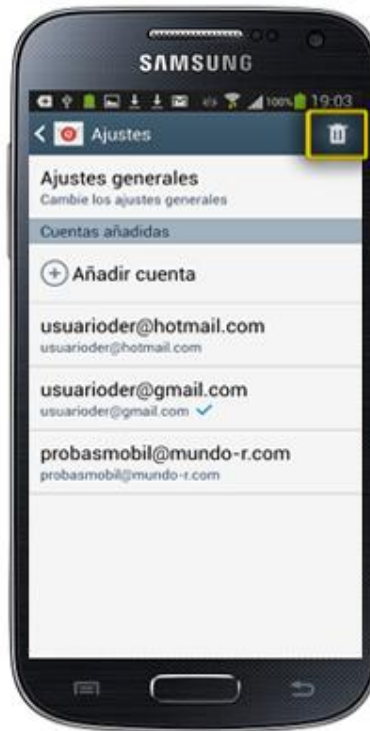 SAMSUNG
100% 19:03
Ajustes
Ajustes generales
Cambie los ajustes generales
Cuentas añadidas
Añadir cuenta
usuarioder@hotmail.com
usuarioder@hotmail.com
usuarioder@gmail.com
usuarioder@gmail.com
probasmobil@mundo-r.com
probasmobil@mundo-r.com